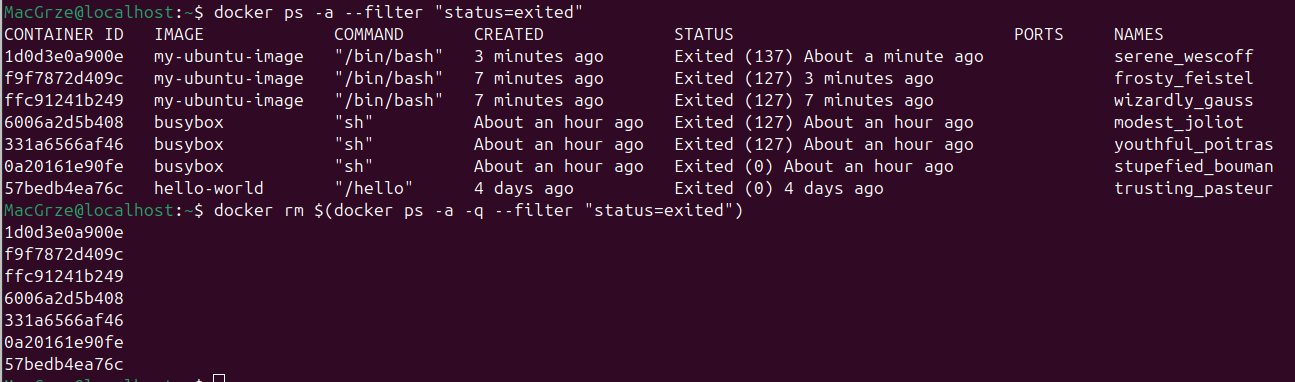 MacGrze@localhost:~$ docker ps -a --filter "status=exited"
CONTAINER ID   IMAGE             COMMAND       CREATED             STATUS                            PORTS     NAMES
1d0d3e0a900e   my-ubuntu-image   "/bin/bash"   3 minutes ago       Exited (137) About a minute ago             serene_wescoff
f9f7872d409c   my-ubuntu-image   "/bin/bash"   7 minutes ago       Exited (127) 3 minutes ago                  frosty_feistel
ffc91241b249   my-ubuntu-image   "/bin/bash"   7 minutes ago       Exited (127) 7 minutes ago                  wizardly_gauss
6006a2d5b408   busybox           "sh"          About an hour ago   Exited (127) About an hour ago              modest_joliot
331a6566af46   busybox           "sh"          About an hour ago   Exited (127) About an hour ago              youthful_poitras
0a20161e90fe   busybox           "sh"          About an hour ago   Exited (0) About an hour ago                stupefied_bouman
57bedb4ea76c   hello-world       "/hello"      4 days ago          Exited (0) 4 days ago                       trusting_pasteur
MacGrze@localhost:~$ docker rm $(docker ps -a -q --filter "status=exited")
1d0d3e0a900e
f9f7872d409c
ffc91241b249
6006a2d5b408
331a6566af46
0a20161e90fe
57bedb4ea76c
MacGrze@localhost:~$